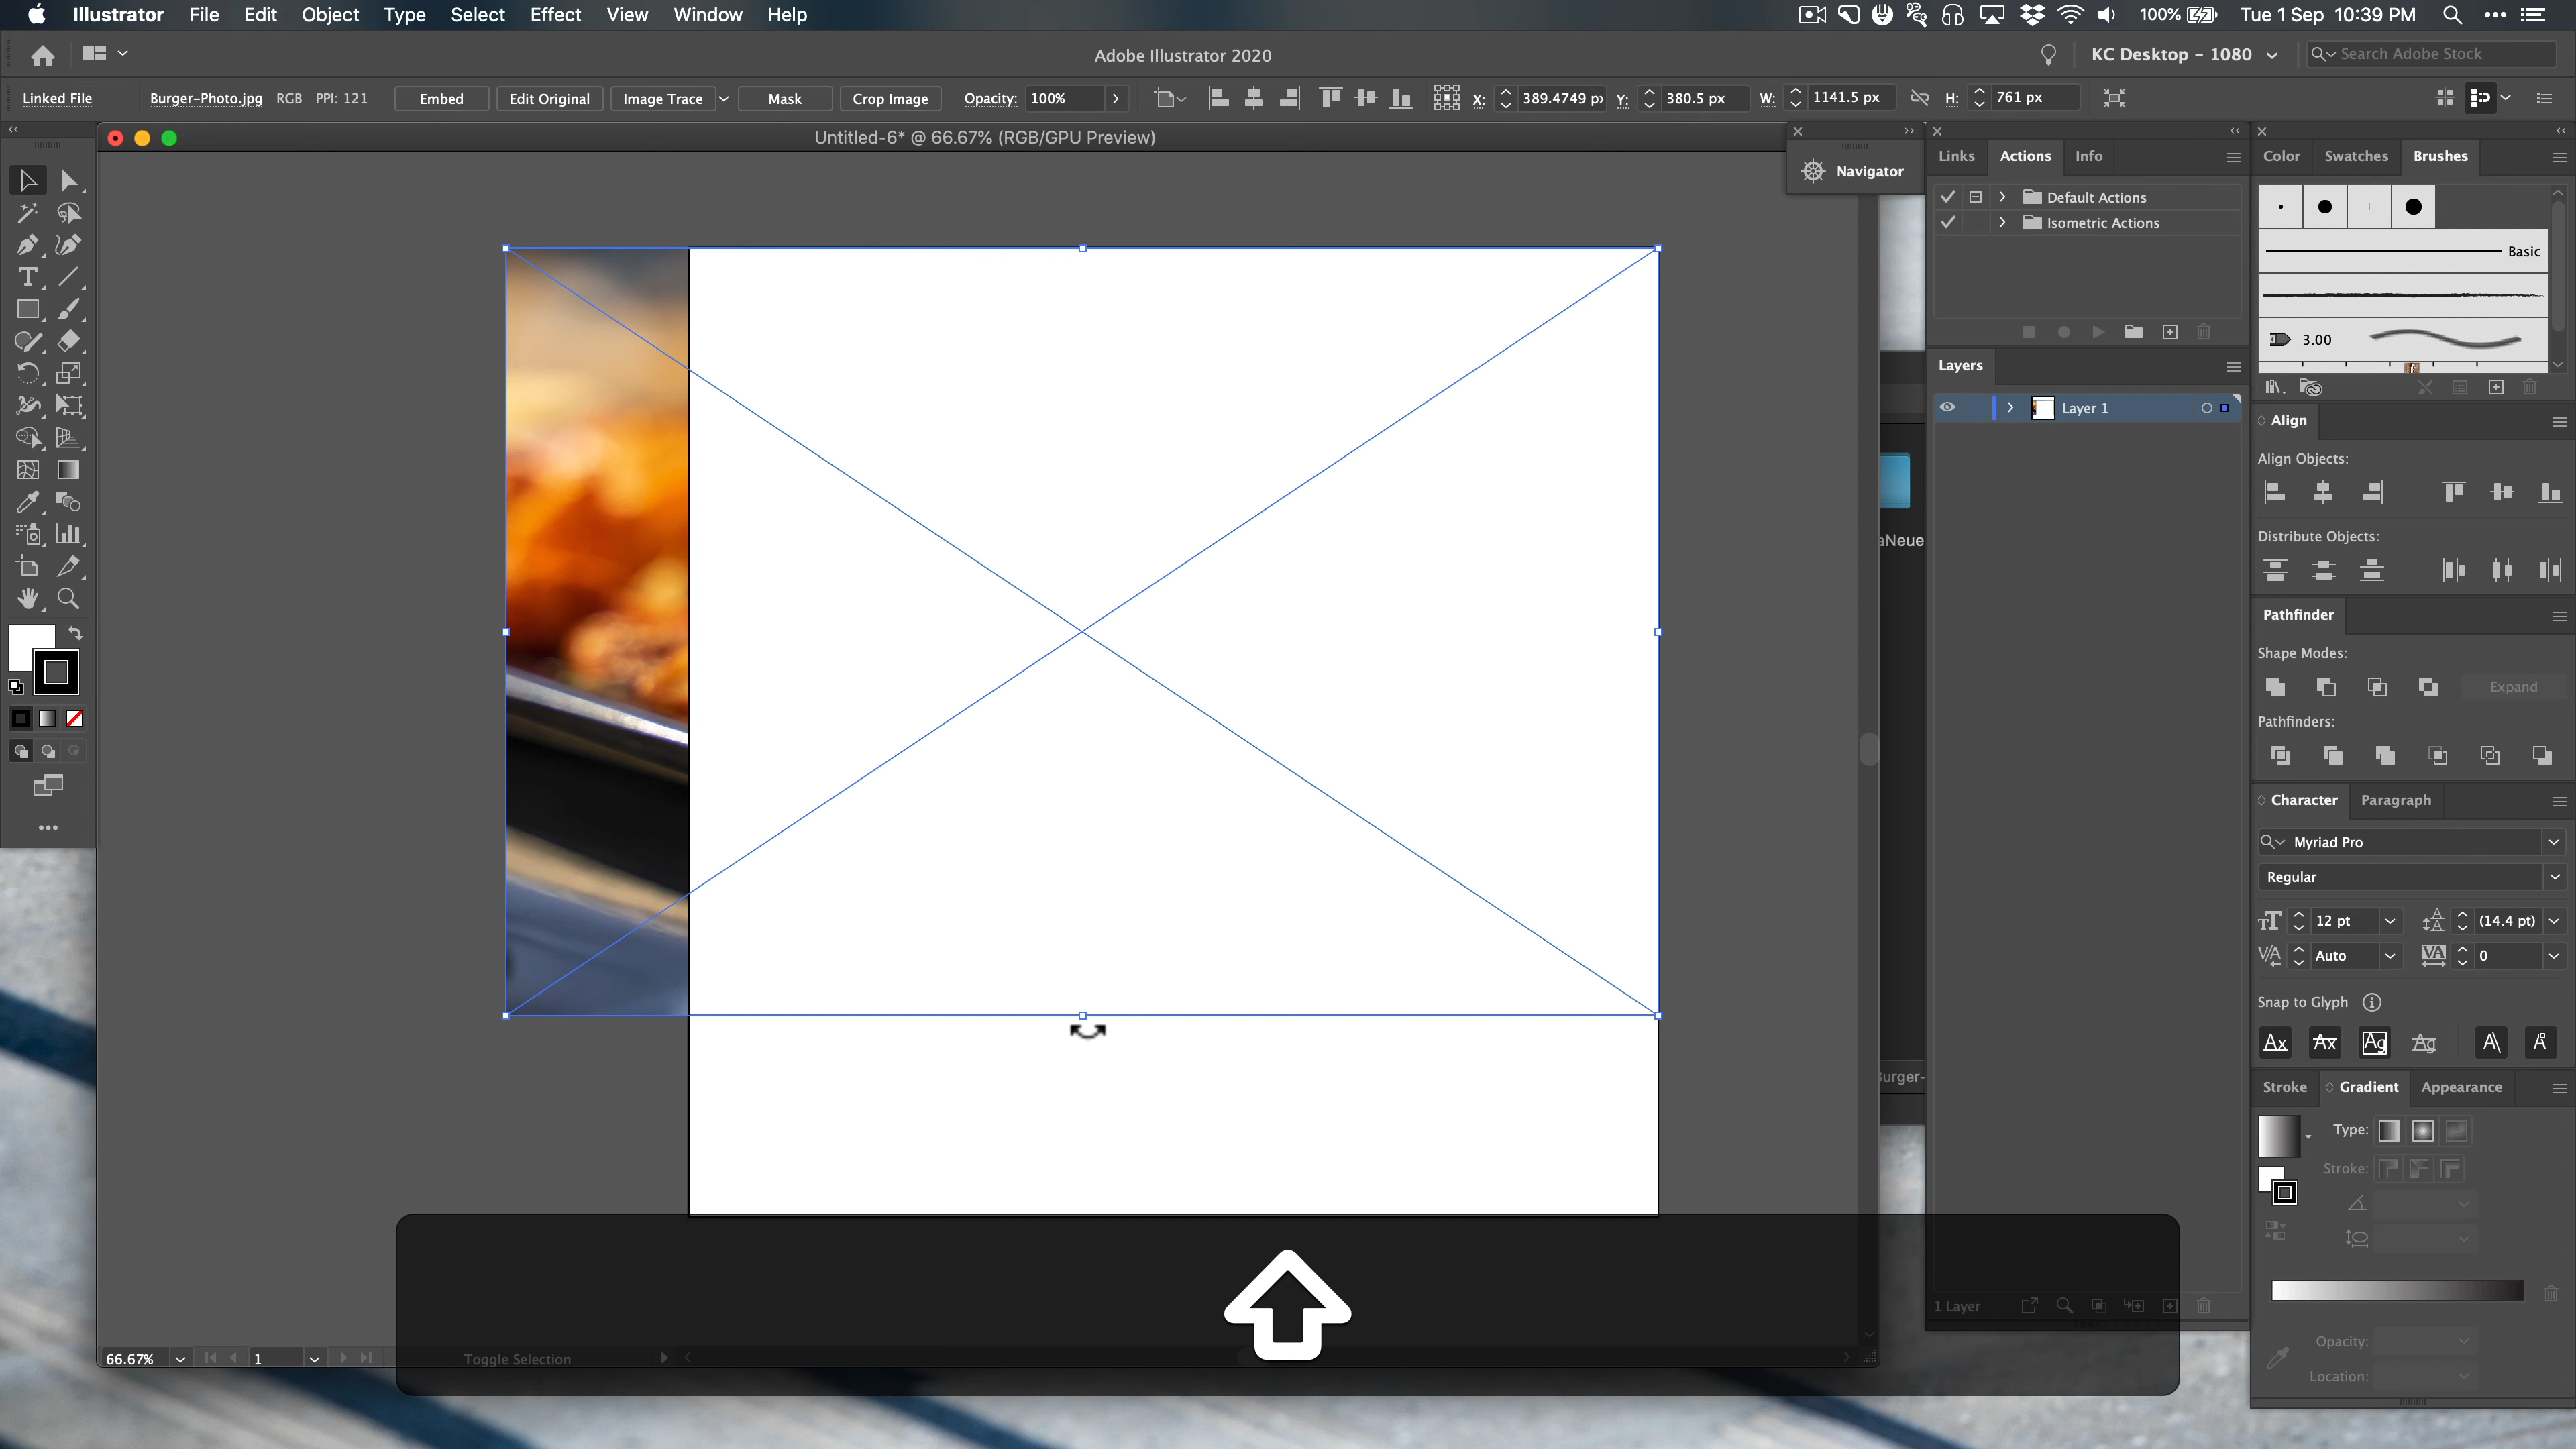 Illustrator File Edit Object Type Select Effect View Window Help
100% Tue 1 Sep 10:39 PM
Adobe Illustrator 2020
KC Desktop - 1080
Search Adobe Stock
Linked File Burger-Photo.jpg RGB PPI: 121 Embed Edit Original Image Trace Mask Crop Image Opacity: 100% X: 389.4749 px Y: 380.5 px W: 1141.5 px H: 761 px
Untitled-6* @ 66.67% (RGB/GPU Preview)
Navigator
Links Actions Info
Default Actions
Isometric Actions
Layers
Layer 1
1 Layer
aNeue
Burger-
Color Swatches Brushes
Basic
3.00
Align
Align Objects:
Distribute Objects:
Pathfinder
Shape Modes:
Expand
Pathfinders:
Character Paragraph
Myriad Pro
Regular
12 pt (14.4 pt)
Auto 0
Snap to Glyph
Stroke Gradient Appearance
Type:
Stroke:
Opacity:
Location:
66.67% 1 Toggle Selection